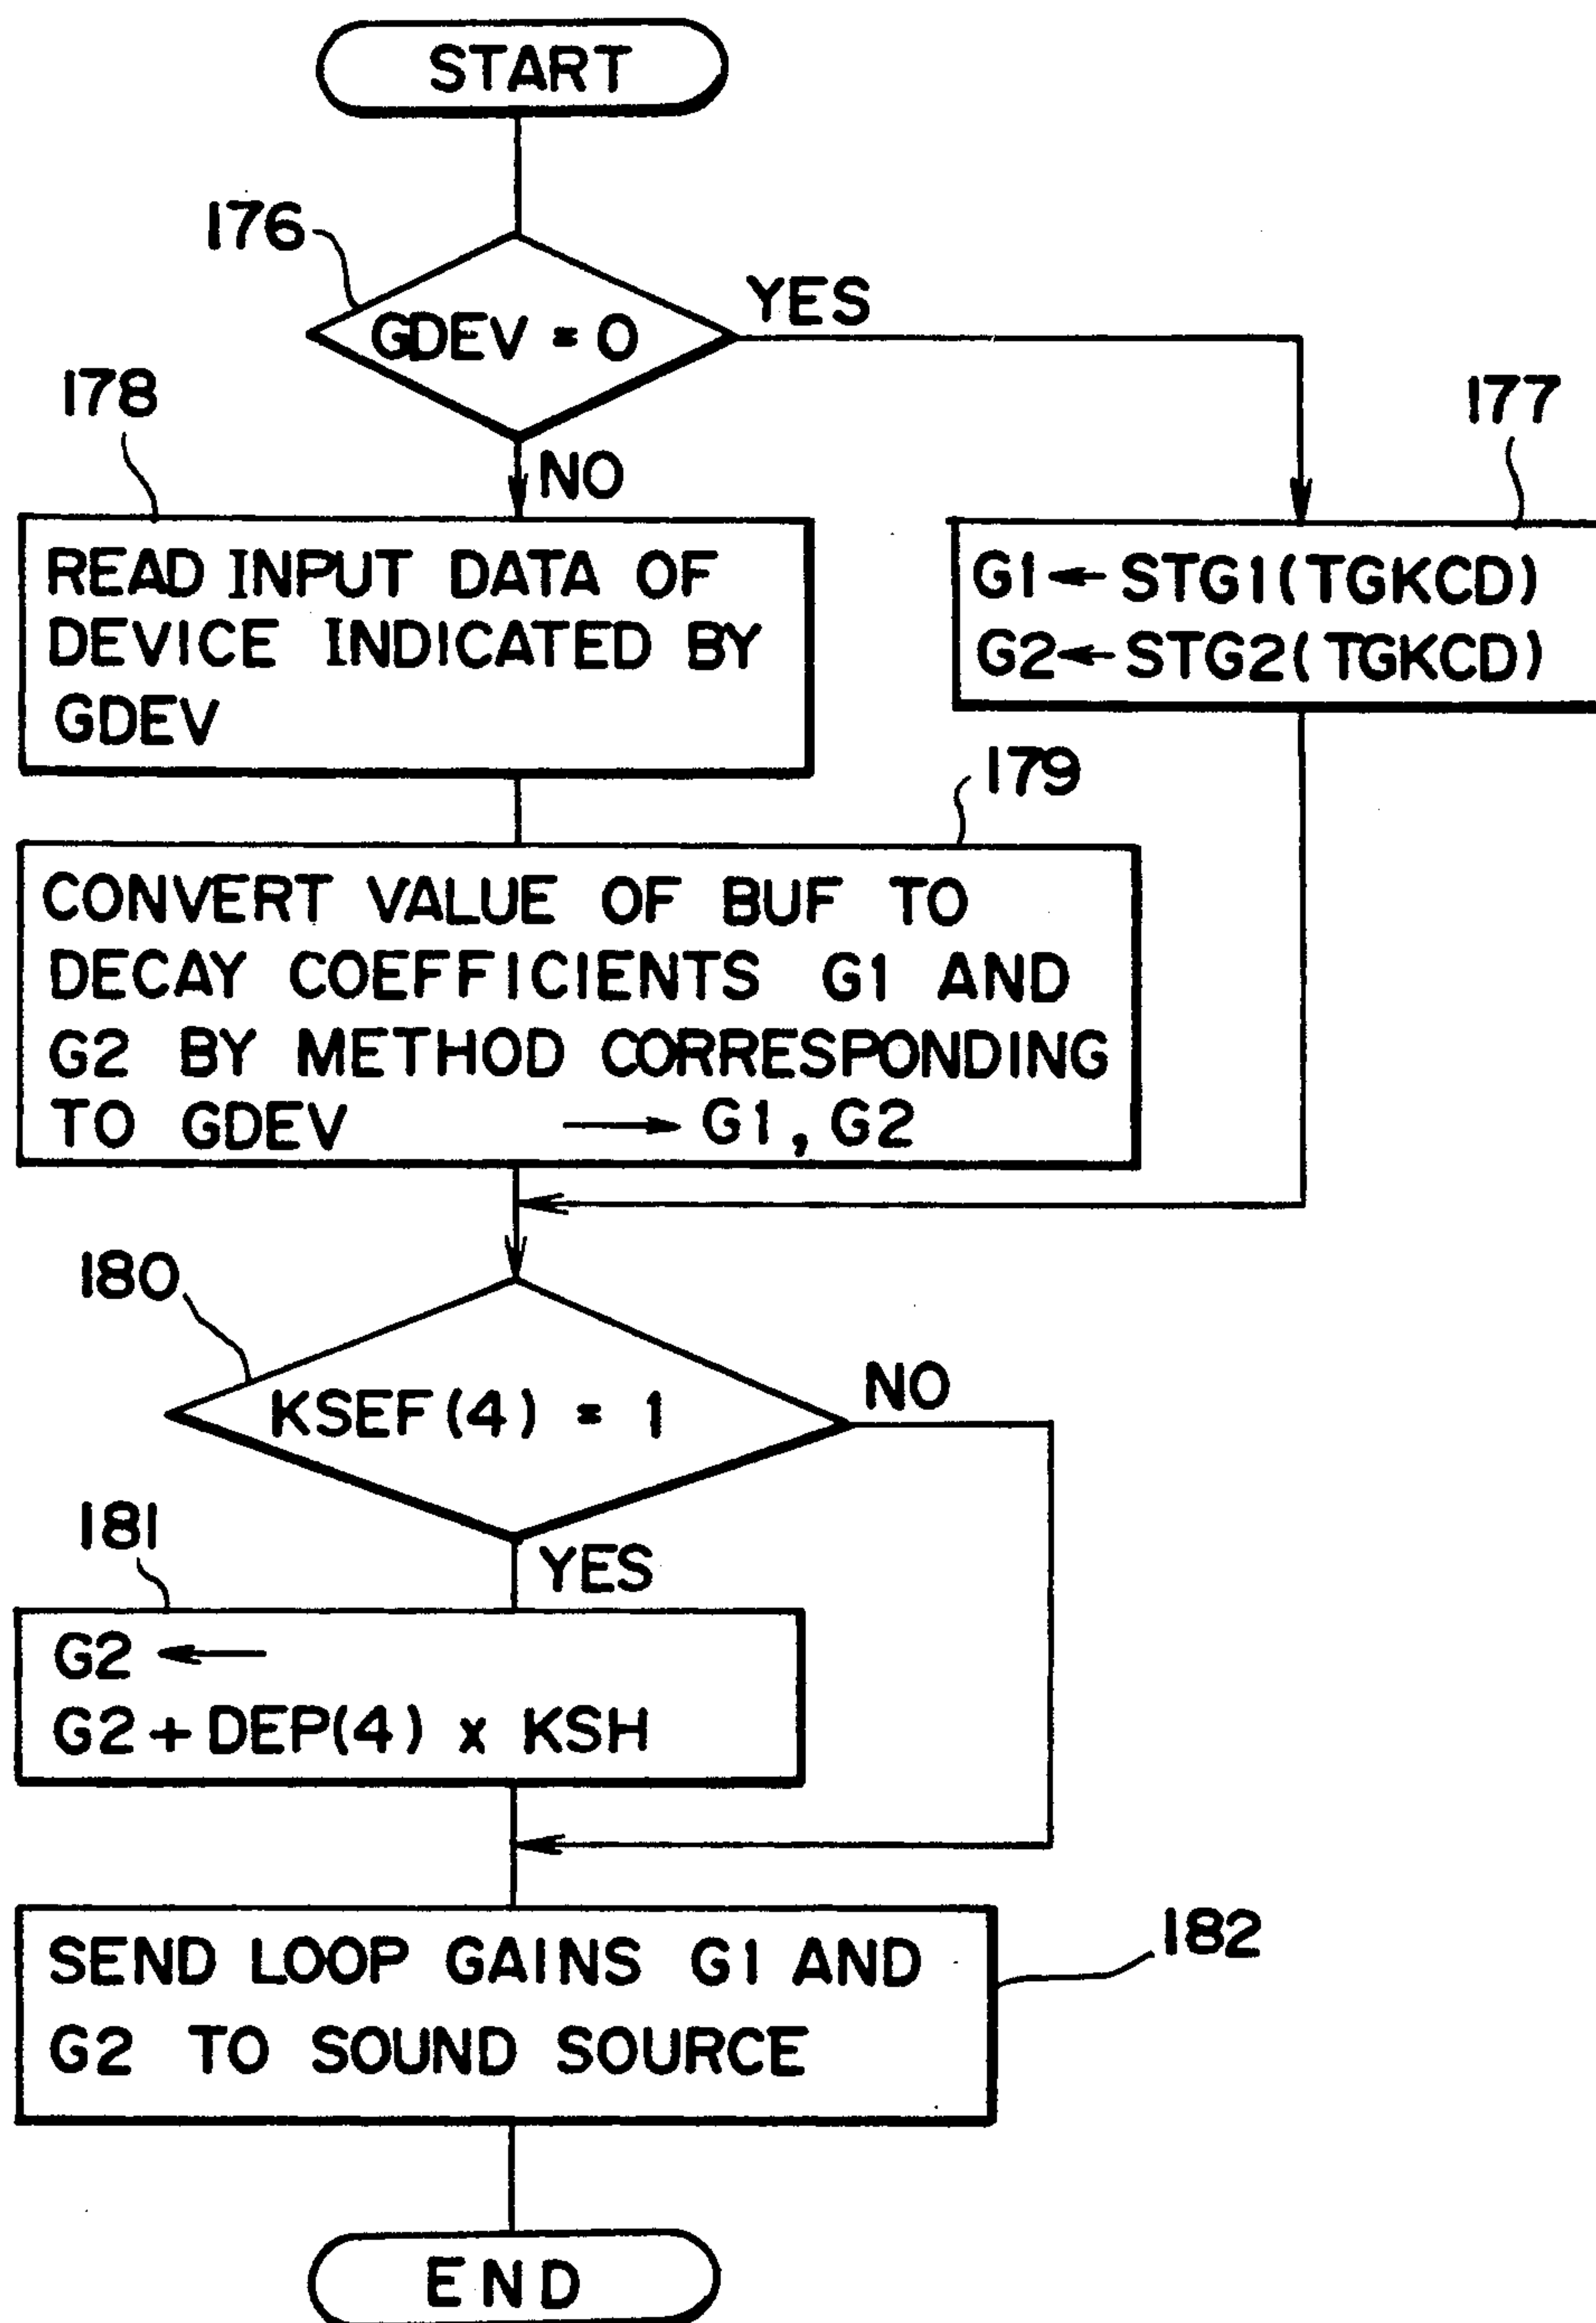 START
176
GDEV = 0
YES
178
NO
177
READ INPUT DATA OF
DEVICE INDICATED BY
GDEV
G1←STG1(TGKCD)
G2←STG2(TGKCD)
179
CONVERT VALUE OF BUF TO
DECAY COEFFICIENTS G1 AND
G2 BY METHOD CORRESPONDING
TO GDEV → G1, G2
180
KSEF(4) = 1
NO
181
YES
G2 ←
G2+DEP(4) x KSH
SEND LOOP GAINS G1 AND
G2 TO SOUND SOURCE
182
END